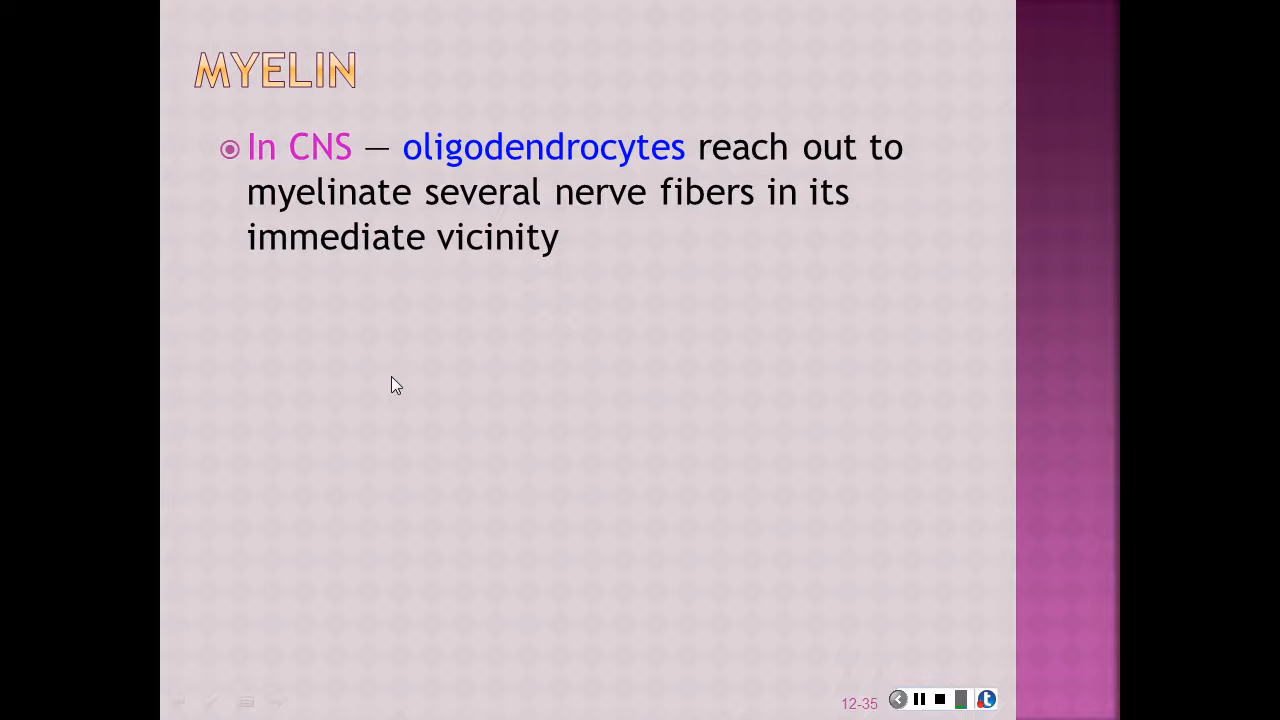 MYELIN
In CNS — oligodendrocytes reach out to
myelinate several nerve fibers in its
immediate vicinity
12-35
t